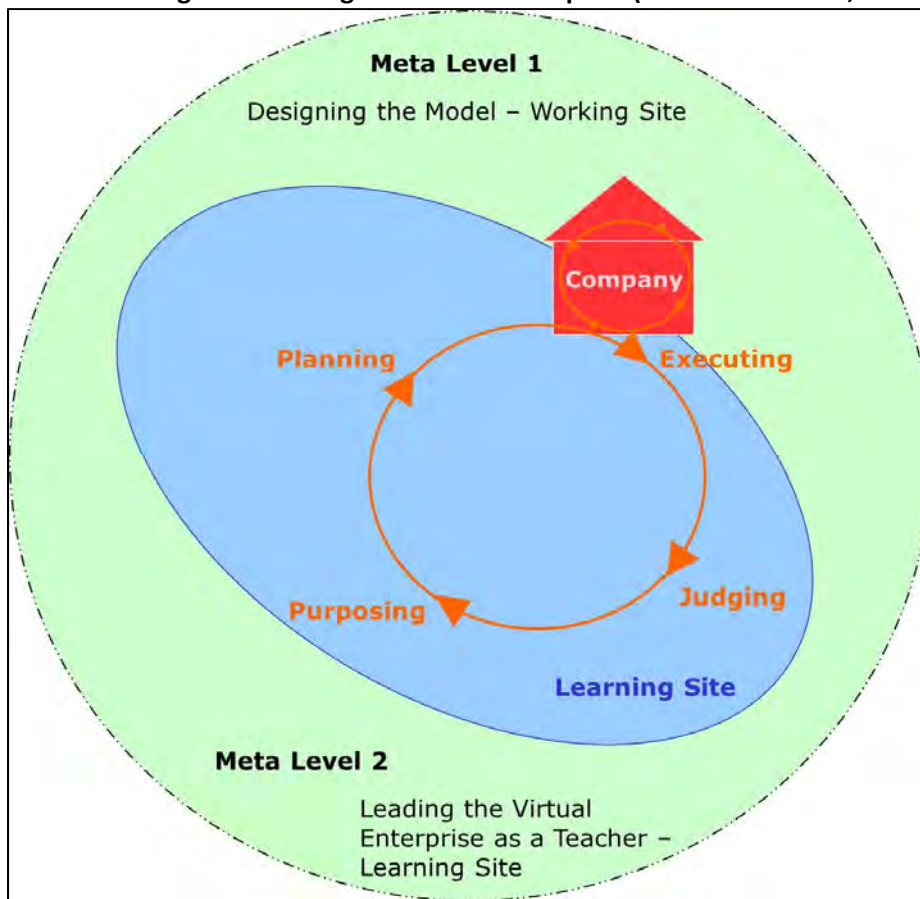 Meta Level 1
Designing the Model – Working Site
Company
Planning
Executing
Purposing
Judging
Learning Site
Meta Level 2
Leading the Virtual
Enterprise as a Teacher –
Learning Site